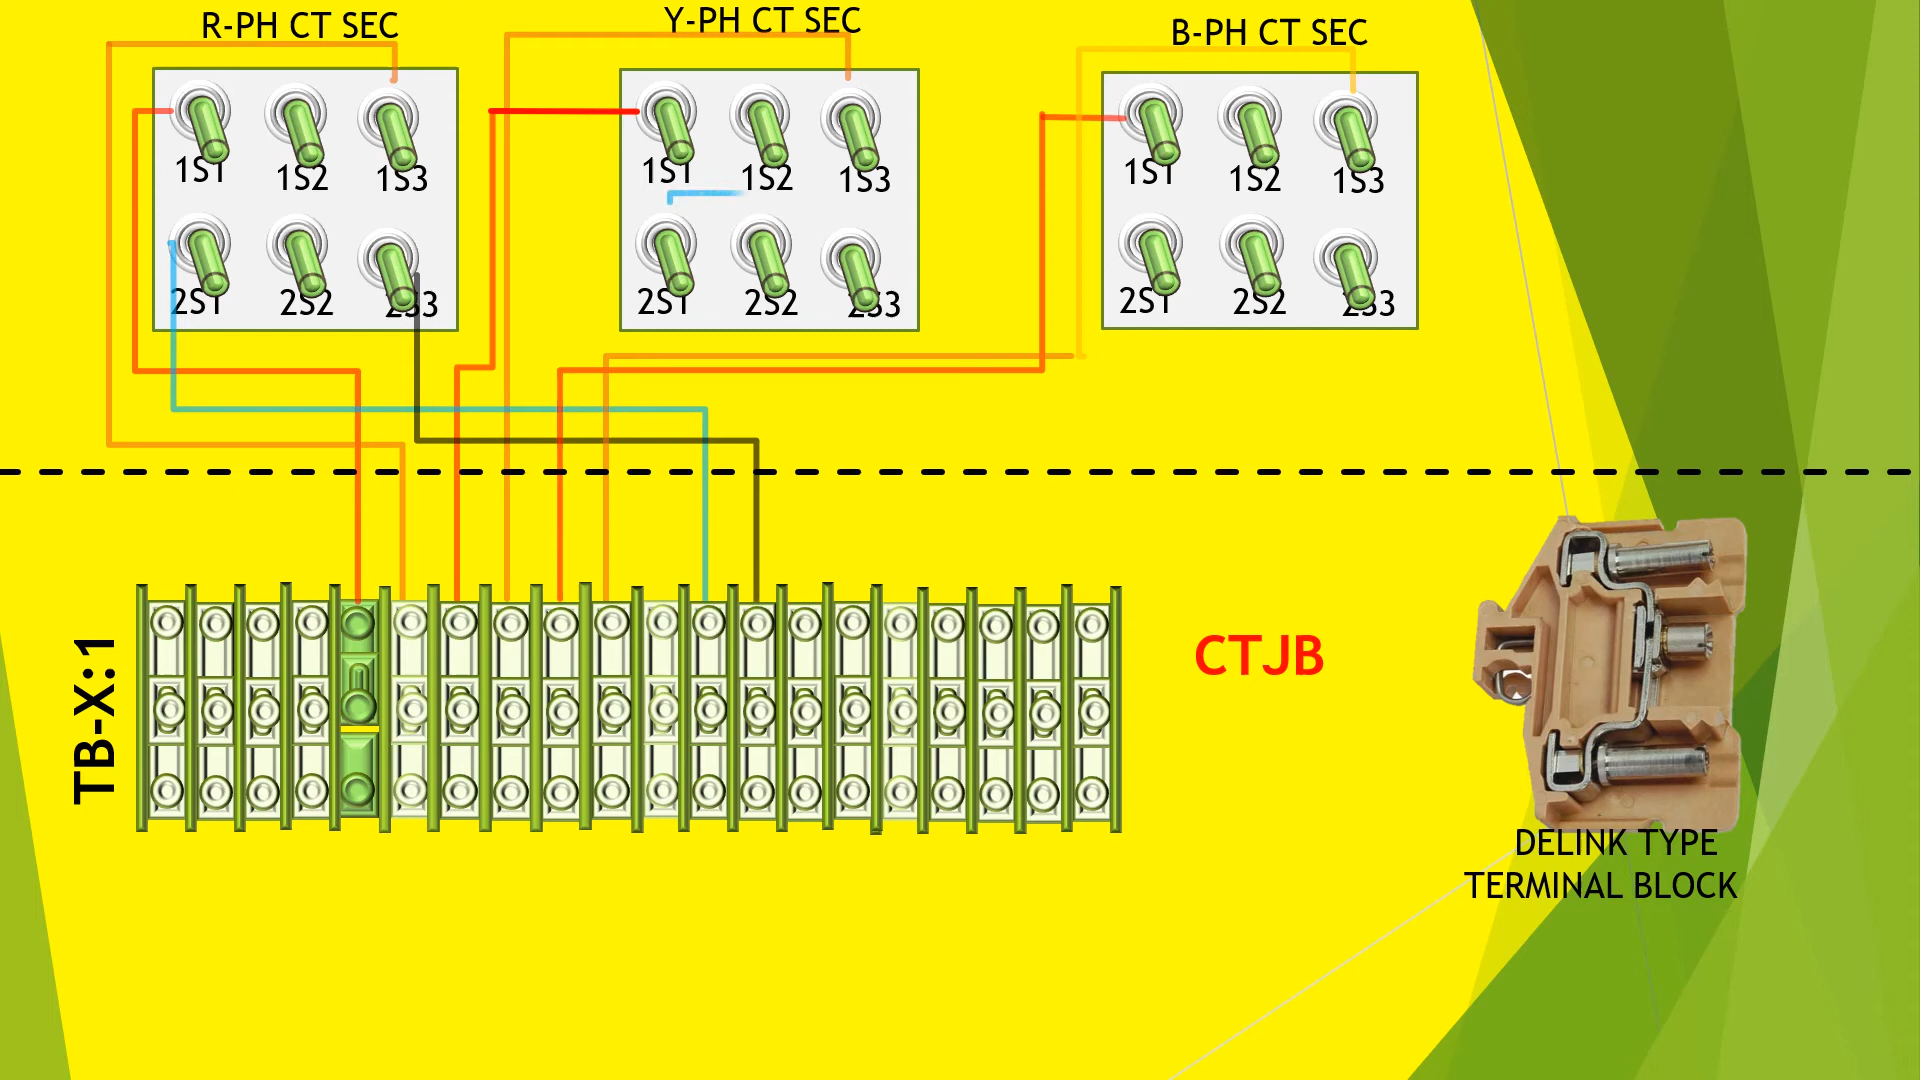 R-PH CT SEC
Y-PH CT SEC
B-PH CT SEC
1S1 1S2 1S3
2S1 2S2 2S3
1S1 1S2 1S3
2S1 2S2 2S3
1S1 1S2 1S3
2S1 2S2 2S3
TB-X:1
CTJB
DELINK TYPE
TERMINAL BLOCK